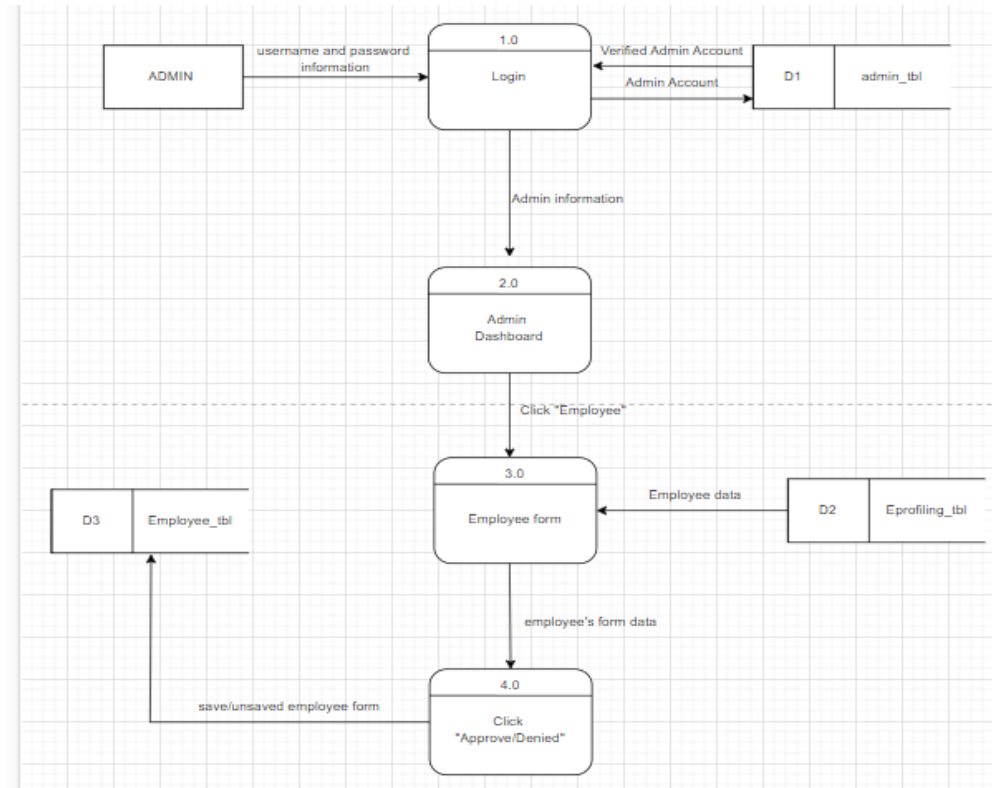 1.0
username and password
information
Verified Admin Account
ADMIN
Login
D1
admin_tbl
Admin Account
Admin information
2.0
Admin
Dashboard
Click "Employee"
3.0
Employee data
D3
Employee_tbl
Employee form
D2
Eprofiling_tbl
employee's form data
4.0
save/unsaved employee form
Click
"Approve/Denied"